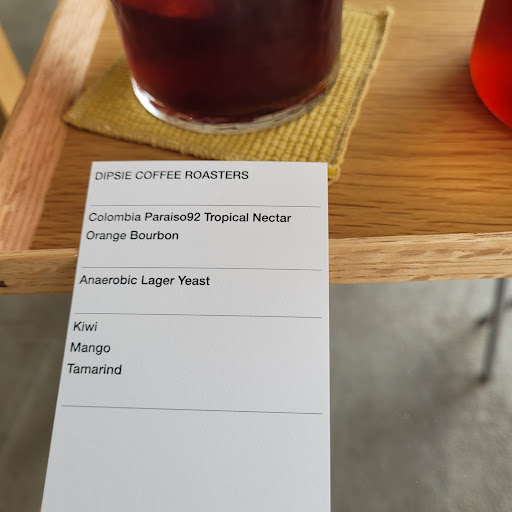 DIPSIE COFFEE ROASTERS
Colombia Paraiso92 Tropical Nectar
Orange Bourbon
Anaerobic Lager Yeast
Kiwi
Mango
Tamarind